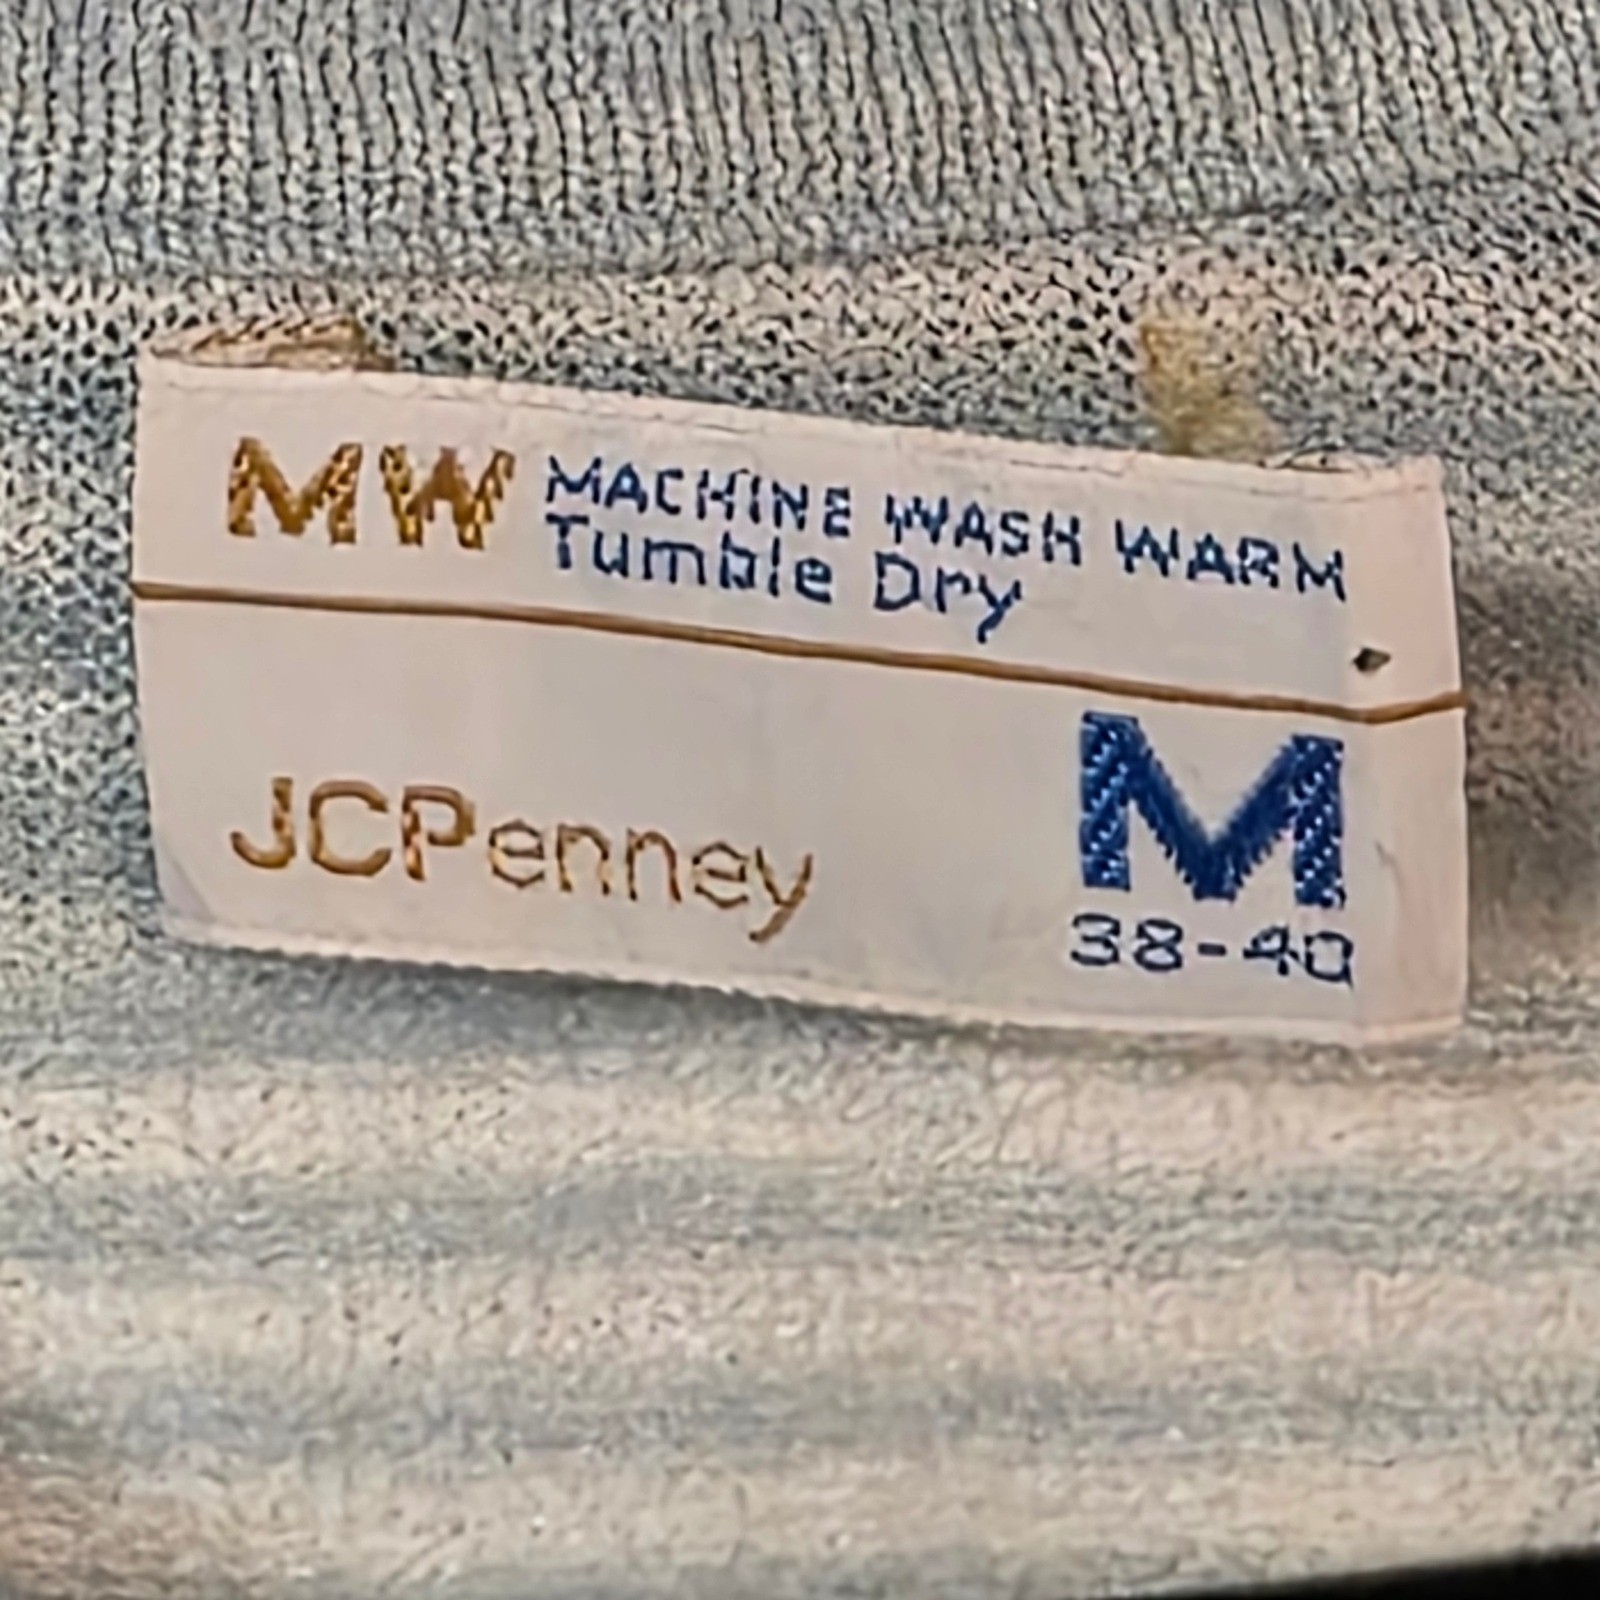 MW MACHINE WASH WARM
Tumble Dry
JCPenney M
38-40